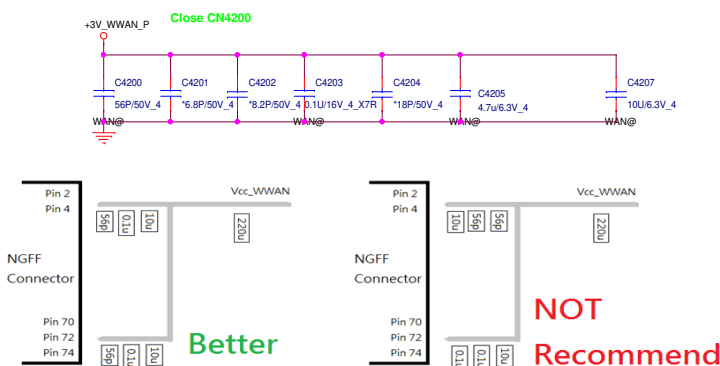 Close CN4200
+3V_WWAN_P
C4200
C4201
C4202
C4203
C4204
C4205
C4207
56P/50V_4
*6.8P/50V_4
*8.2P/50V_4
0.1U/16V_4_X7R
*18P/50V_4
4.7u/6.3V_4
10U/6.3V_4
WAN@
WAN@
WAN@
WAN@
Pin 2
Pin 4
NGFF
Connector
Pin 70
Pin 72
Pin 74
Vcc_WWAN
56p
0.1u
10u
220u
56p
0.1u
10u
Better
Pin 2
Pin 4
NGFF
Connector
Pin 70
Pin 72
Pin 74
Vcc_WWAN
10u
56p
56p
220u
0.1u
0.1u
10u
NOT
Recommend